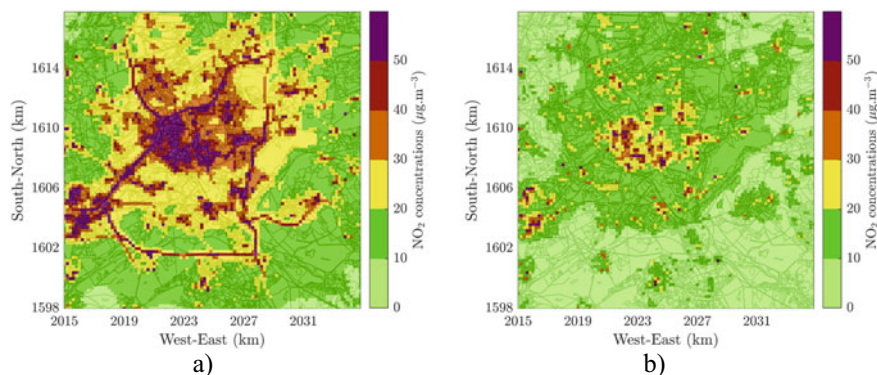 50
40
30
20
10
0
NO₂ concentrations (μg.m⁻³)
1614
1610
1606
1602
1598
South-North (km)
2015 2019 2023 2027 2031
West-East (km)
a)
50
40
30
20
10
0
NO₂ concentrations (μg.m⁻³)
1614
1610
1606
1602
1598
South-North (km)
2015 2019 2023 2027 2031
West-East (km)
b)